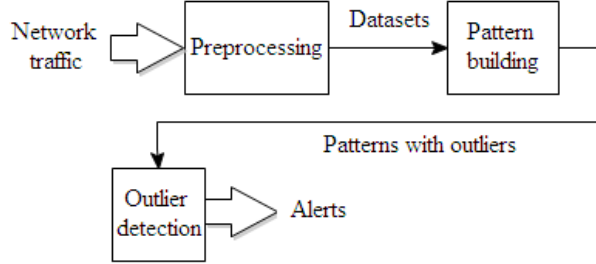 Network
traffic
Preprocessing
Datasets
Pattern
building
Patterns with outliers
Outlier
detection
Alerts